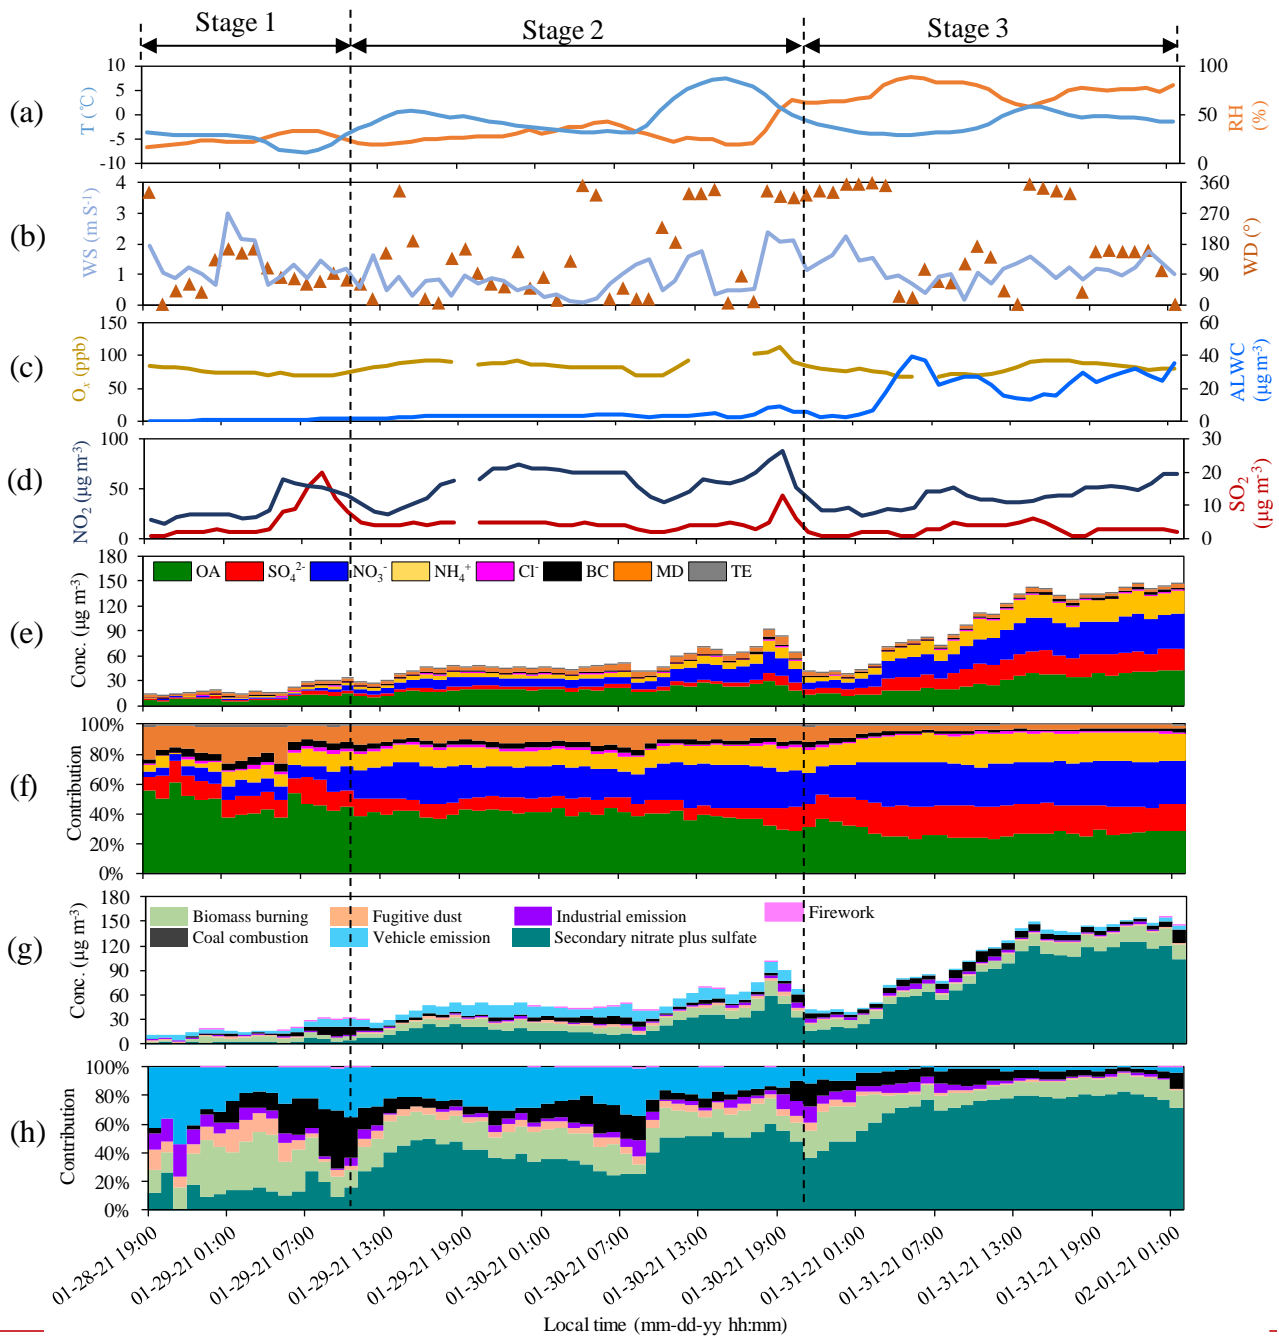 Stage 1
Stage 2
Stage 3
(a)
T (℃)
10
5
0
-5
-10
100
50
0
RH
(%)
(b)
WS (m S⁻¹)
4
3
2
1
0
360
270
180
90
0
WD (°)
(c)
Oₓ (ppb)
150
100
50
0
60
40
20
0
ALWC
(μg m⁻³)
(d)
NO₂ (μg m⁻³)
100
50
0
30
20
10
0
SO₂
(μg m⁻³)
(e)
Conc. (μg m⁻³)
180
150
120
90
60
30
0
OA SO₄²⁻ NO₃⁻ NH₄⁺ Cl⁻ BC MD TE
(f)
Contribution
100%
80%
60%
40%
20%
0%
(g)
Conc. (μg m⁻³)
180
150
120
90
60
30
0
Biomass burning Fugitive dust Industrial emission Firework
Coal combustion Vehicle emission Secondary nitrate plus sulfate
(h)
Contribution
100%
80%
60%
40%
20%
0%
01-28-21 19:00
01-29-21 01:00
01-29-21 07:00
01-29-21 13:00
01-29-21 19:00
01-30-21 01:00
01-30-21 07:00
01-30-21 19:00
01-31-21 01:00
01-31-21 07:00
01-31-21 13:00
01-31-21 19:00
02-01-21 01:00
Local time (mm-dd-yy hh:mm)